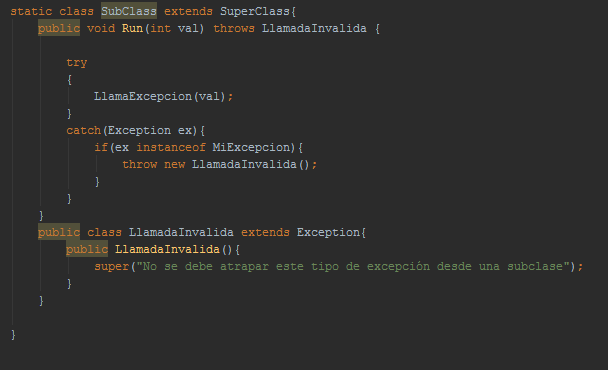 static class SubClass extends SuperClass{
public void Run(int val) throws LlamadaInvalida {
try
{
LlamaExcepcion(val);
}
catch(Exception ex){
if(ex instanceof MiExcepcion){
throw new LlamadaInvalida();
}
}
}
public class LlamadaInvalida extends Exception{
public LlamadaInvalida(){
super("No se debe atrapar este tipo de excepción desde una subclase");
}
}
}